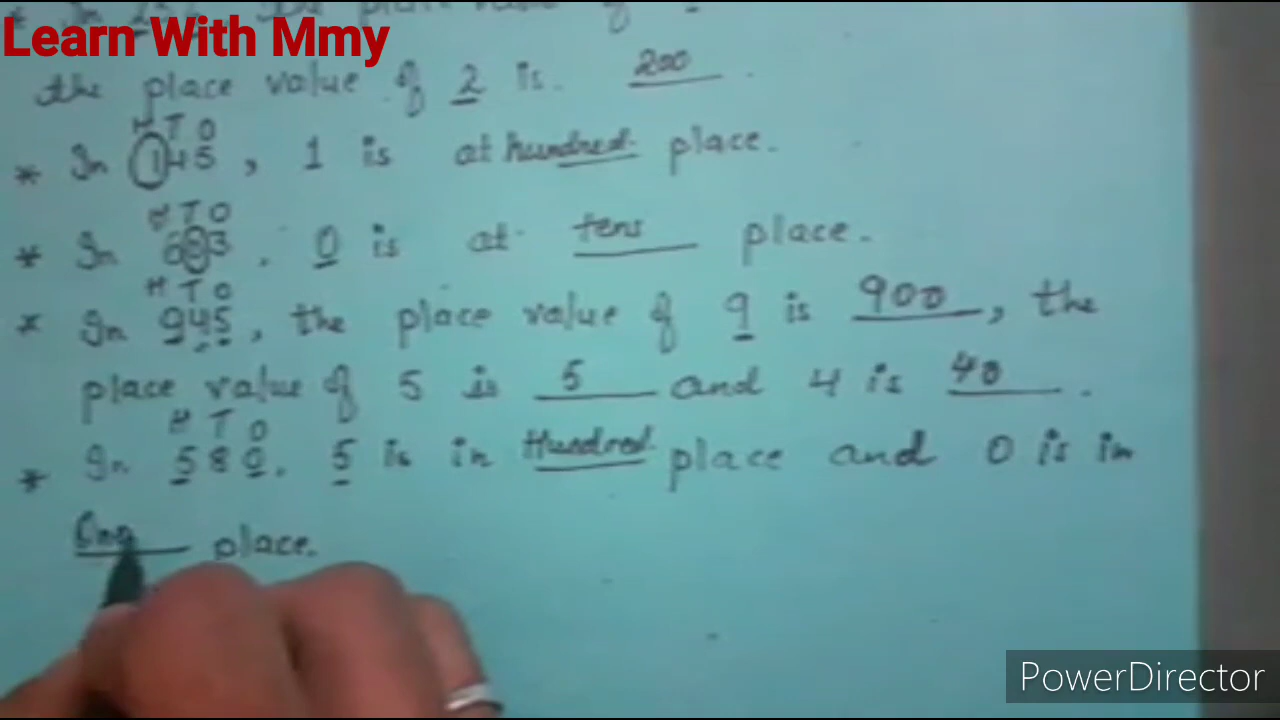 Learn With Mmy
the place value of 2 is. 200.
H T O
* In 145, 1 is at hundred place.
H T O
* In 603. 0 is at tens place.
H T O
* In 945, the place value of 9 is 900, the
place value of 5 is 5 and 4 is 40.
H T O
* In 580. 5 is in Hundred place and 0 is in
place.
PowerDirector